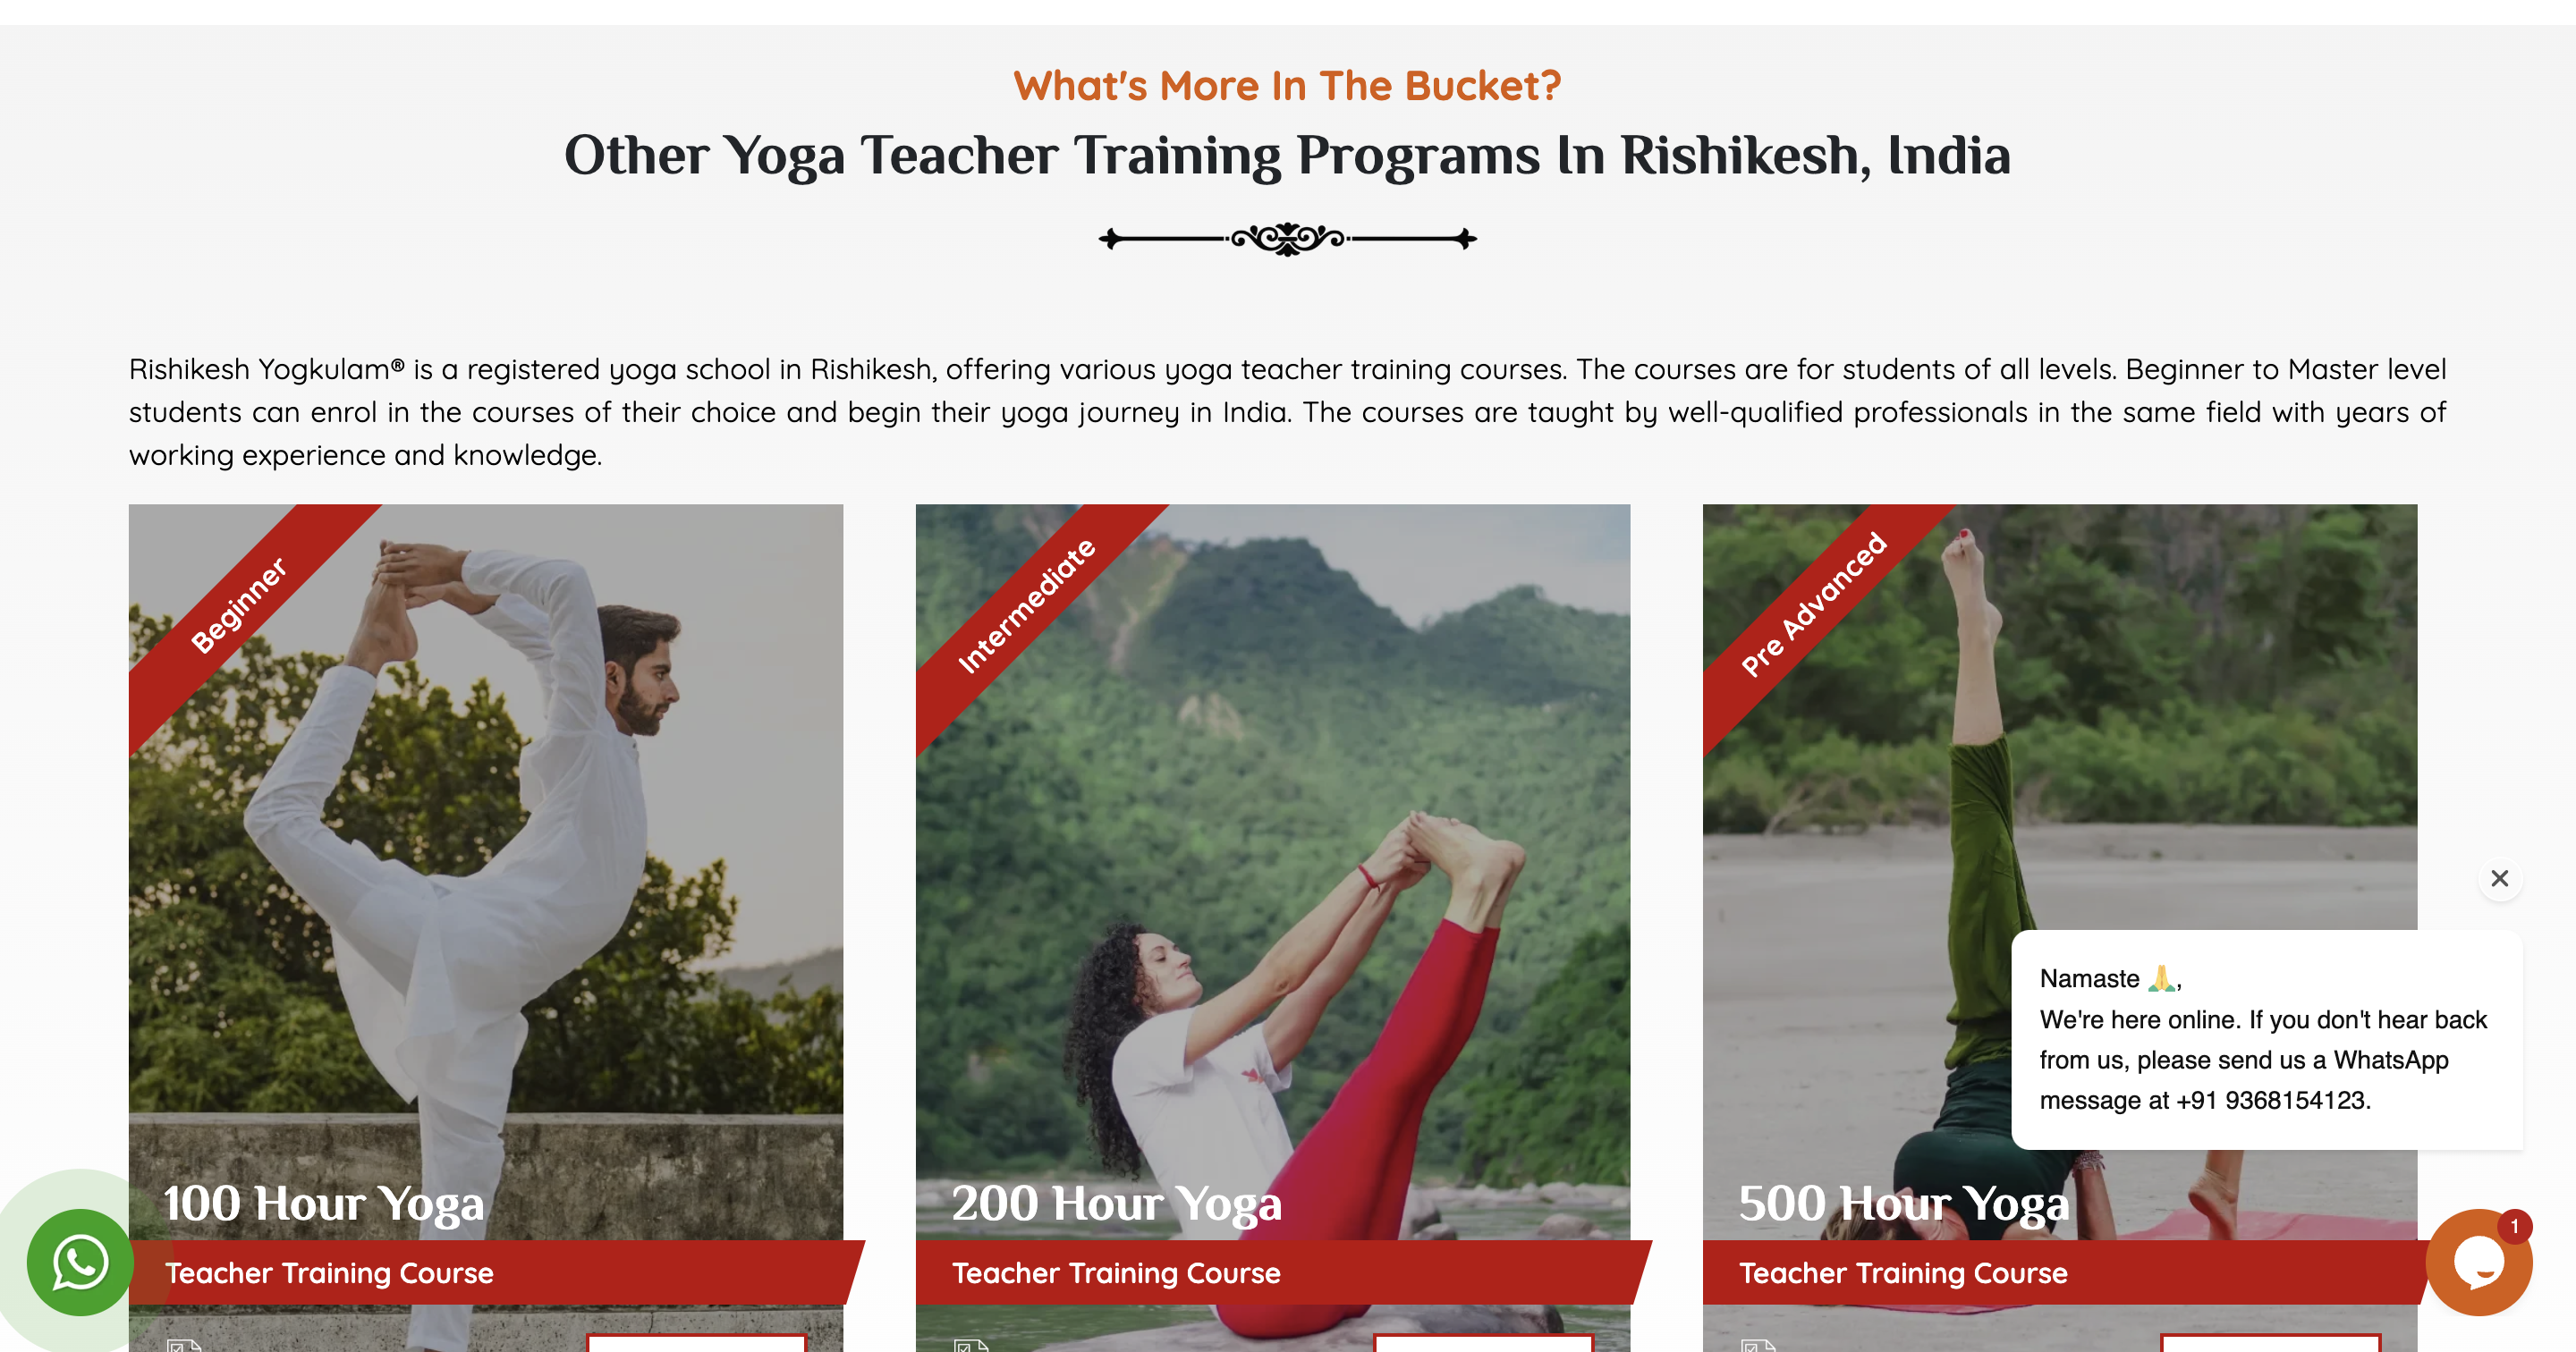 What's More In The Bucket?
Other Yoga Teacher Training Programs In Rishikesh, India
Rishikesh Yogkulam® is a registered yoga school in Rishikesh, offering various yoga teacher training courses. The courses are for students of all levels. Beginner to Master level
students can enrol in the courses of their choice and begin their yoga journey in India. The courses are taught by well-qualified professionals in the same field with years of
working experience and knowledge.
Beginner
100 Hour Yoga
Teacher Training Course
Intermediate
200 Hour Yoga
Teacher Training Course
Pre Advanced
500 Hour Yoga
Teacher Training Course
Namaste 🙏,
We're here online. If you don't hear back
from us, please send us a WhatsApp
message at +91 9368154123.
1